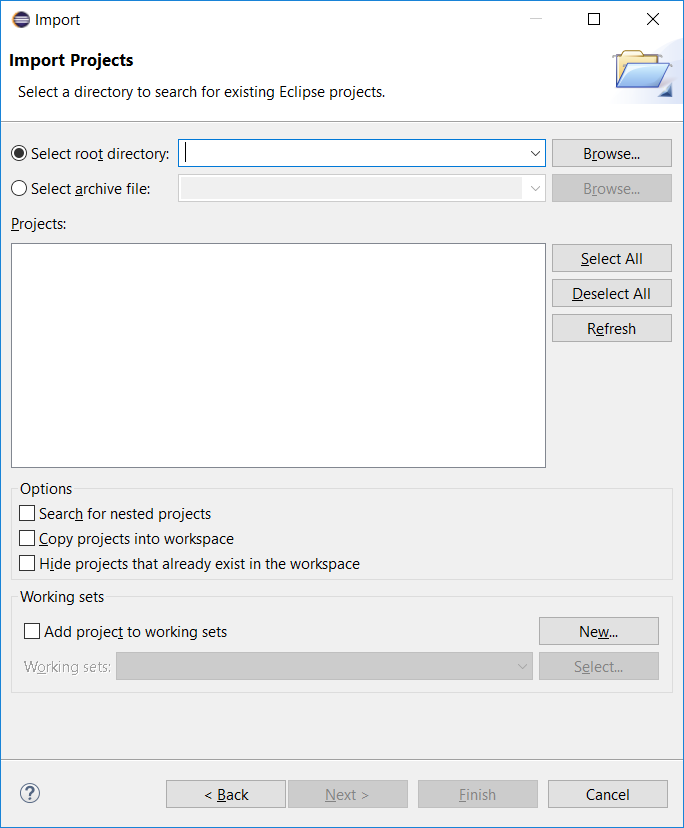 Import
Import Projects
Select a directory to search for existing Eclipse projects.
Select root directory:
Browse...
Select archive file:
Browse...
Projects:
Select All
Deselect All
Refresh
Options
Search for nested projects
Copy projects into workspace
Hide projects that already exist in the workspace
Working sets
Add project to working sets
New...
Working sets:
Select...
?
< Back
Next >
Finish
Cancel